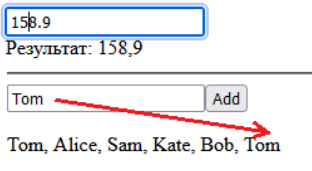 158.9
Результат: 158,9
Tom Add
Tom, Alice, Sam, Kate, Bob, Tom